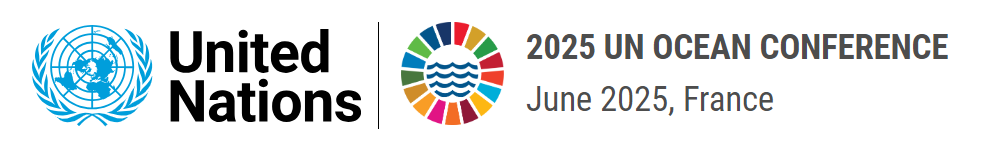 United
Nations
2025 UN OCEAN CONFERENCE
June 2025, France